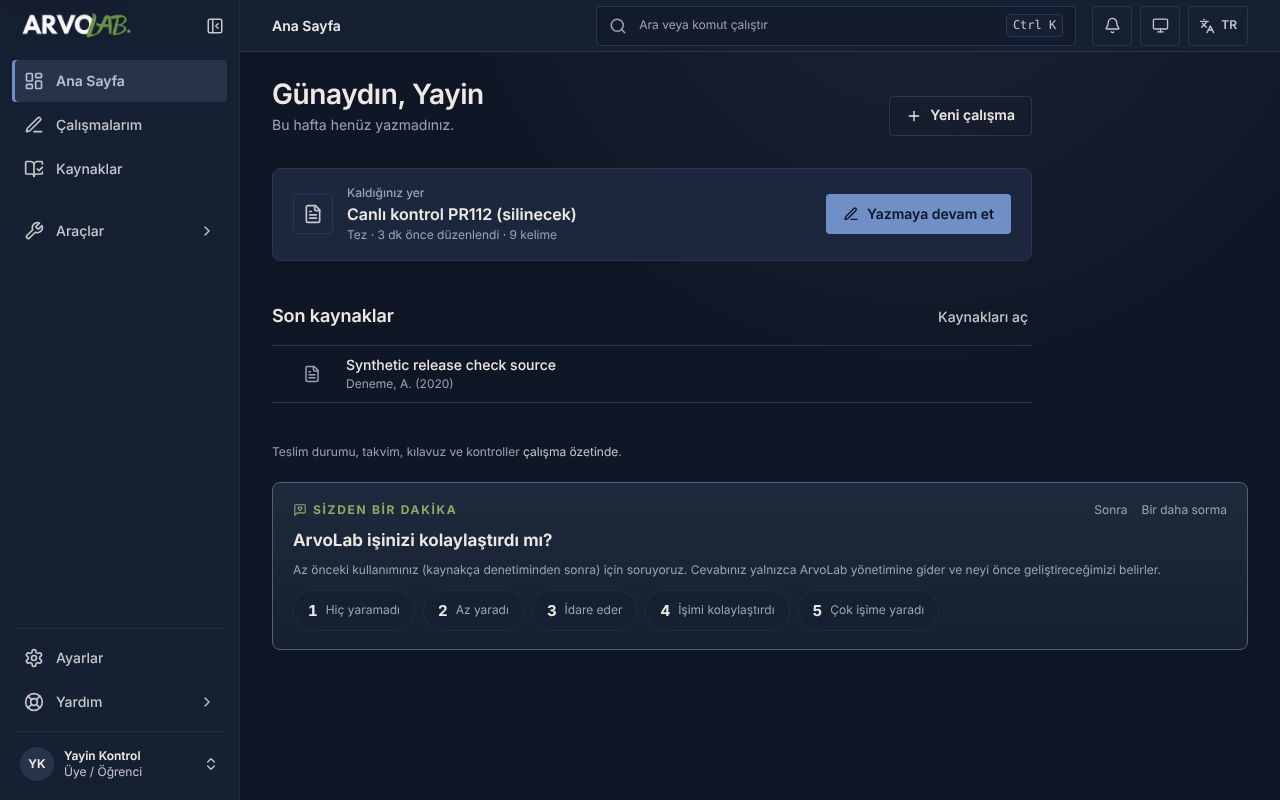 ARVOLAB.
Ana Sayfa
Çalışmalarım
Kaynaklar
Araçlar
Ayarlar
Yardım
YK
Yayin Kontrol
Üye / Öğrenci
Ana Sayfa
Ara veya komut çalıştır
Ctrl K
TR
Günaydın, Yayin
Bu hafta henüz yazmadınız.
Yeni çalışma
Kaldığınız yer
Canlı kontrol PR112 (silinecek)
Tez · 3 dk önce düzenlendi · 9 kelime
Yazmaya devam et
Son kaynaklar
Kaynakları aç
Synthetic release check source
Deneme, A. (2020)
Teslim durumu, takvim, kılavuz ve kontroller çalışma özetinde.
SİZDEN BİR DAKİKA
Sonra
Bir daha sorma
ArvoLab işinizi kolaylaştırdı mı?
Az önceki kullanımınız (kaynakça denetiminden sonra) için soruyoruz. Cevabınız yalnızca ArvoLab yönetimine gider ve neyi önce geliştireceğimizi belirler.
1 Hiç yaramadı
2 Az yaradı
3 İdare eder
4 İşimi kolaylaştırdı
5 Çok işime yaradı